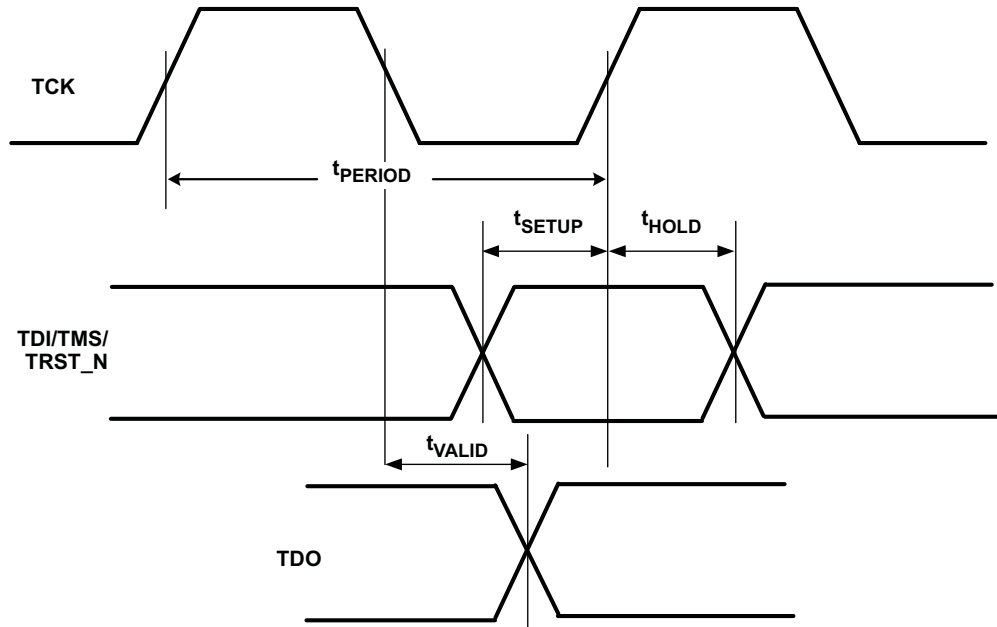 TCK
tPERIOD
tSETUP
tHOLD
TDI/TMS/
TRST_N
tVALID
TDO